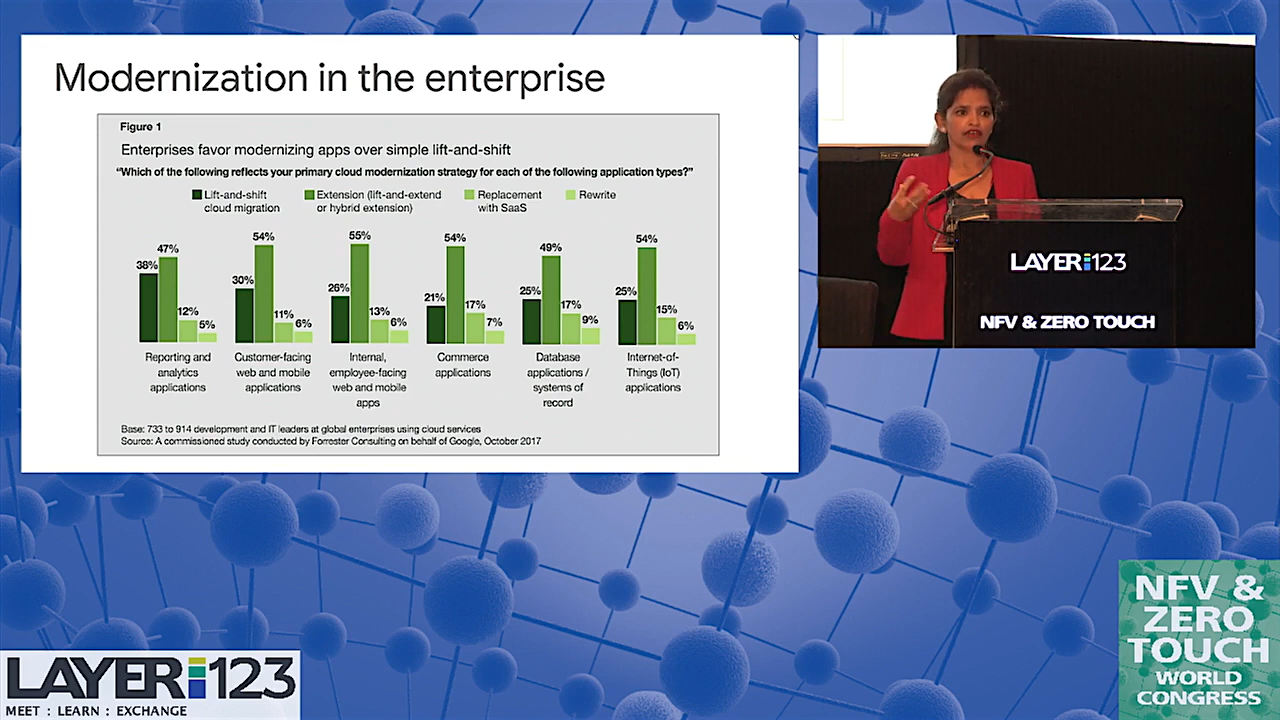 Modernization in the enterprise
Figure 1
Enterprises favor modernizing apps over simple lift-and-shift
“Which of the following reflects your primary cloud modernization strategy for each of the following application types?”
Lift-and-shift
cloud migration
Extension (lift-and-extend
or hybrid extension)
Replacement
with SaaS
Rewrite
38% 47% 12% 5%
30% 54% 11% 6%
26% 55% 13% 6%
21% 54% 17% 7%
25% 49% 17% 9%
25% 54% 15% 6%
Reporting and
analytics
applications
Customer-facing
web and mobile
applications
Internal,
employee-facing
web and mobile
apps
Commerce
applications
Database
applications /
systems of
record
Internet-of-
Things (IoT)
applications
Base: 733 to 914 development and IT leaders at global enterprises using cloud services
Source: A commissioned study conducted by Forrester Consulting on behalf of Google, October 2017
LAYER123
NFV & ZERO TOUCH
LAYER123
MEET : LEARN : EXCHANGE
NFV &
ZERO
TOUCH
WORLD
CONGRESS